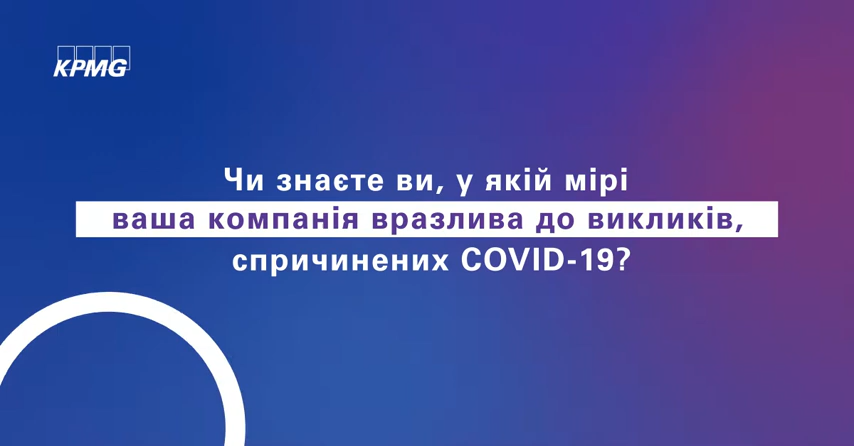 KPMG
Чи знаєте ви, у якій мірі
ваша компанія вразлива до викликів,
спричинених COVID-19?